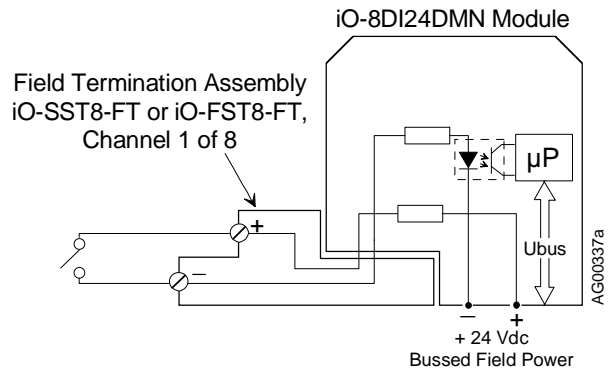 iO-8DI24DMN Module
Field Termination Assembly
iO-SST8-FT or iO-FST8-FT,
Channel 1 of 8
µP
+
Ubus
–
– +
+ 24 Vdc
Bussed Field Power
AG00337a